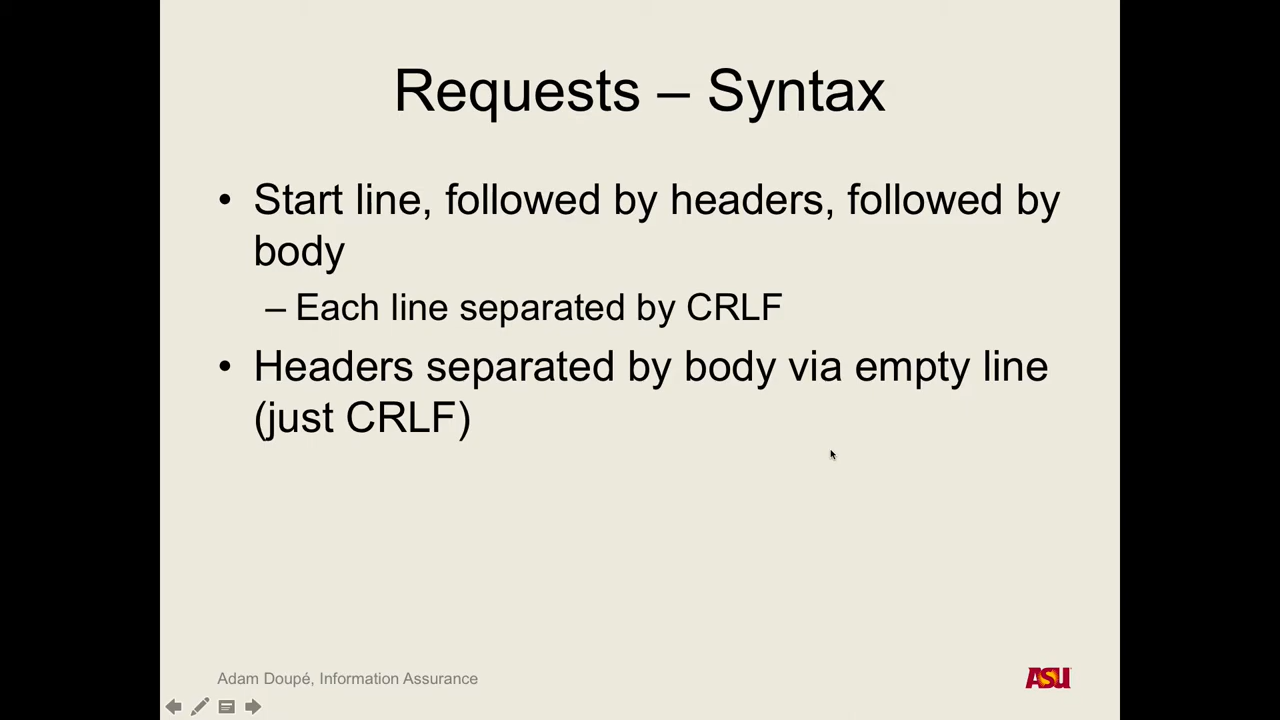 Requests – Syntax
• Start line, followed by headers, followed by
body
– Each line separated by CRLF
• Headers separated by body via empty line
(just CRLF)
Adam Doupé, Information Assurance
ASU